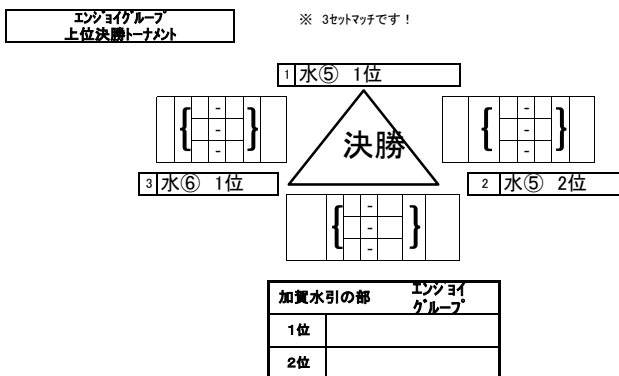 エンジョイグループ
上位決勝トーナメント
※ 3セットマッチです！
1 水⑤ 1位
{ - }
{ - }
-
-
-
-
決勝
3 水⑥ 1位
2 水⑤ 2位
-
{ - }
-
加賀水引の部 エンジョイ
グループ
1位
2位